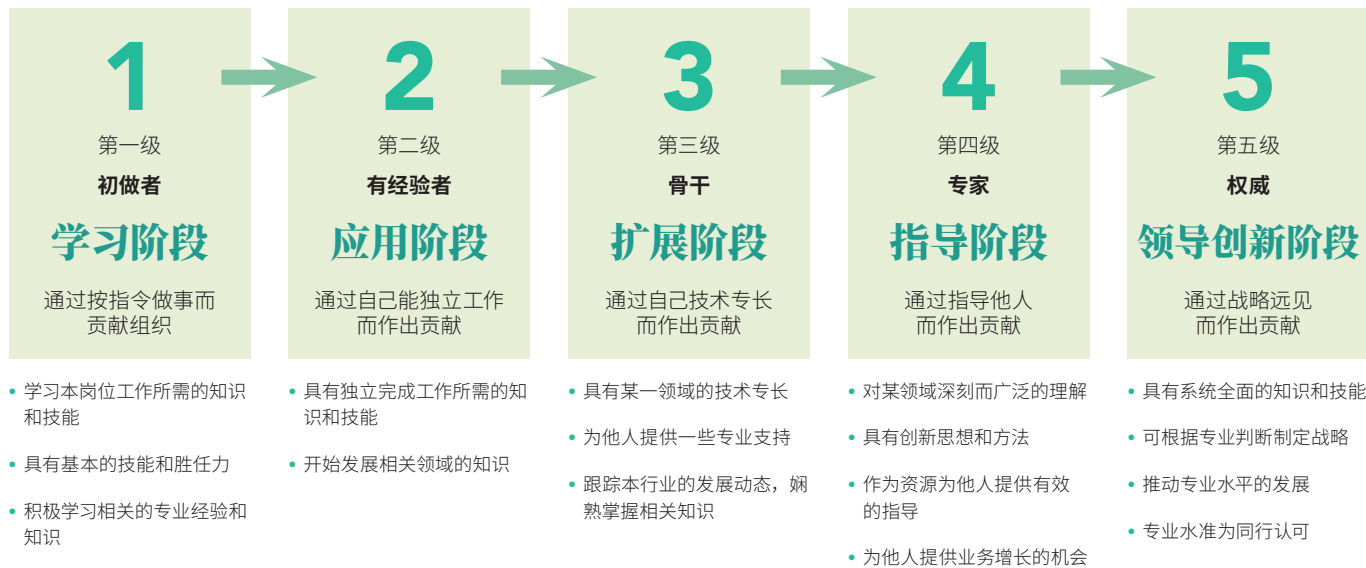 1
第一级
初做者
学习阶段
通过按指令做事而
贡献组织
学习本岗位工作所需的知识
和技能
具有基本的技能和胜任力
积极学习相关的专业经验和
知识
2
第二级
有经验者
应用阶段
通过自己能独立工作
而作出贡献
具有独立完成工作所需的知
识和技能
开始发展相关领域的知识
3
第三级
骨干
扩展阶段
通过自己技术专长
而作出贡献
具有某一领域的技术专长
为他人提供一些专业支持
跟踪本行业的发展动态，娴
熟掌握相关知识
4
第四级
专家
指导阶段
通过指导他人
而作出贡献
对某领域深刻而广泛的理解
具有创新思想和方法
作为资源为他人提供有效
的指导
为他人提供业务增长的机会
5
第五级
权威
领导创新阶段
通过战略远见
而作出贡献
具有系统全面的知识和技能
可根据专业判断制定战略
推动专业水平的发展
专业水准为同行认可